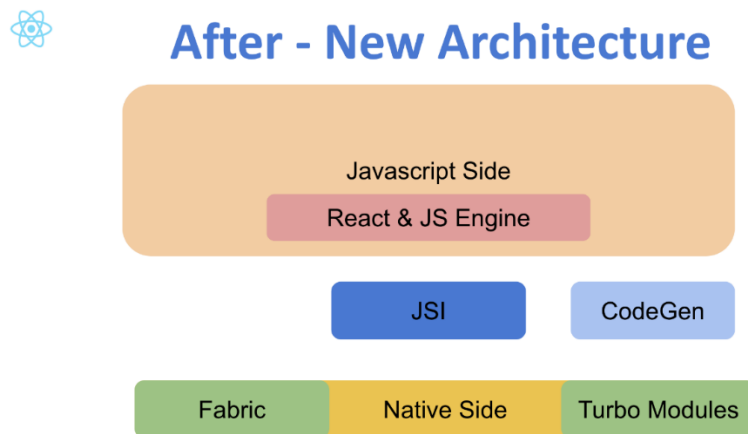 After - New Architecture
Javascript Side
React & JS Engine
JSI
CodeGen
Fabric
Native Side
Turbo Modules